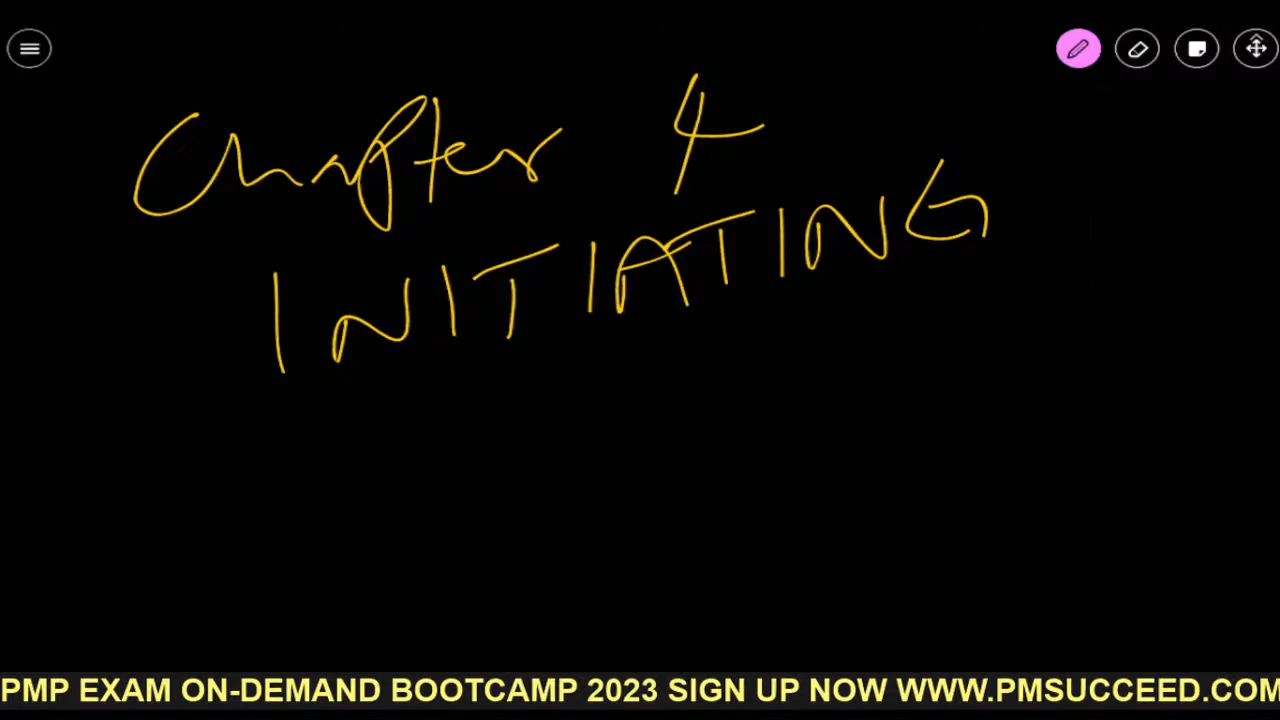 Chapter 4
INITIATING
PMP EXAM ON-DEMAND BOOTCAMP 2023 SIGN UP NOW WWW.PMSUCCEED.COM